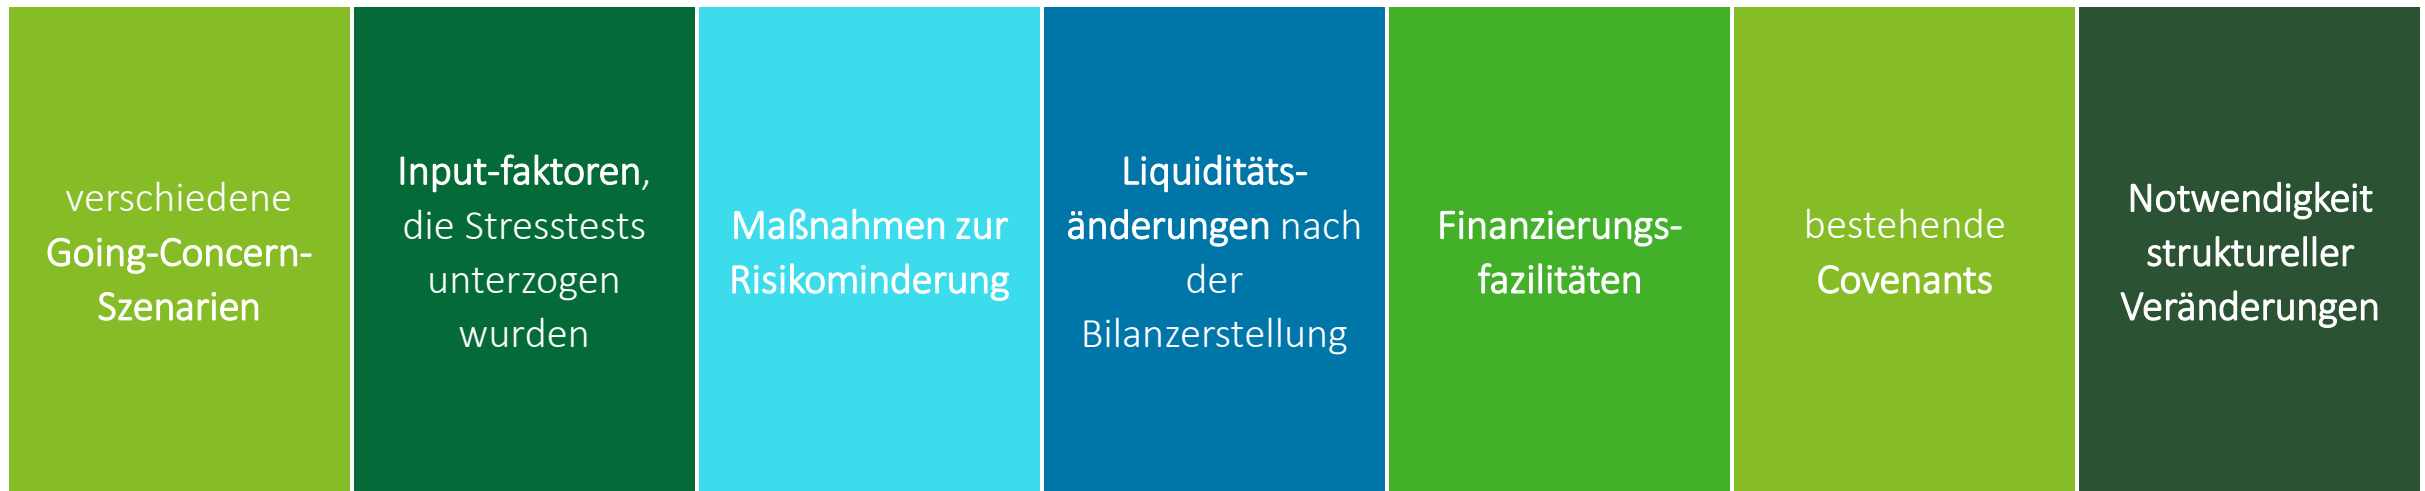 verschiedene
Going-Concern-
Szenarien
Input-faktoren,
die Stresstests
unterzogen
wurden
Maßnahmen zur
Risikominderung
Liquiditäts-
änderungen nach
der
Bilanzerstellung
Finanzierungs-
fazilitäten
bestehende
Covenants
Notwendigkeit
struktureller
Veränderungen